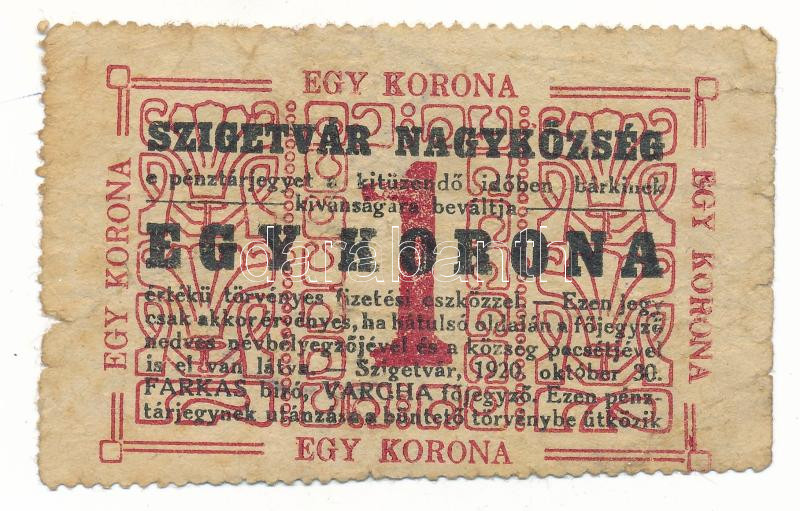 EGY KORONA
SZIGETVÁR NAGYKÖZSÉG
e pénztárjegyet a kitüzendő időben bárkinek
kivánságára beváltja
EGY KORONA
1
értékü törvényes fizetési eszközzel — Ezen jegy
csak akkor érvényes, ha hátulsó oldalán a főjegyző
nedves névbélyegzőjével és a község pecsétjével
is el van látva — Szigetvár, 1920. október 30.
FARKAS biró, VARGHA főjegyző. Ezen pénz-
tárjegynek utánzása a büntető törvénybe ütközik
EGY KORONA
EGY KORONA
EGY KORONA
darabanth